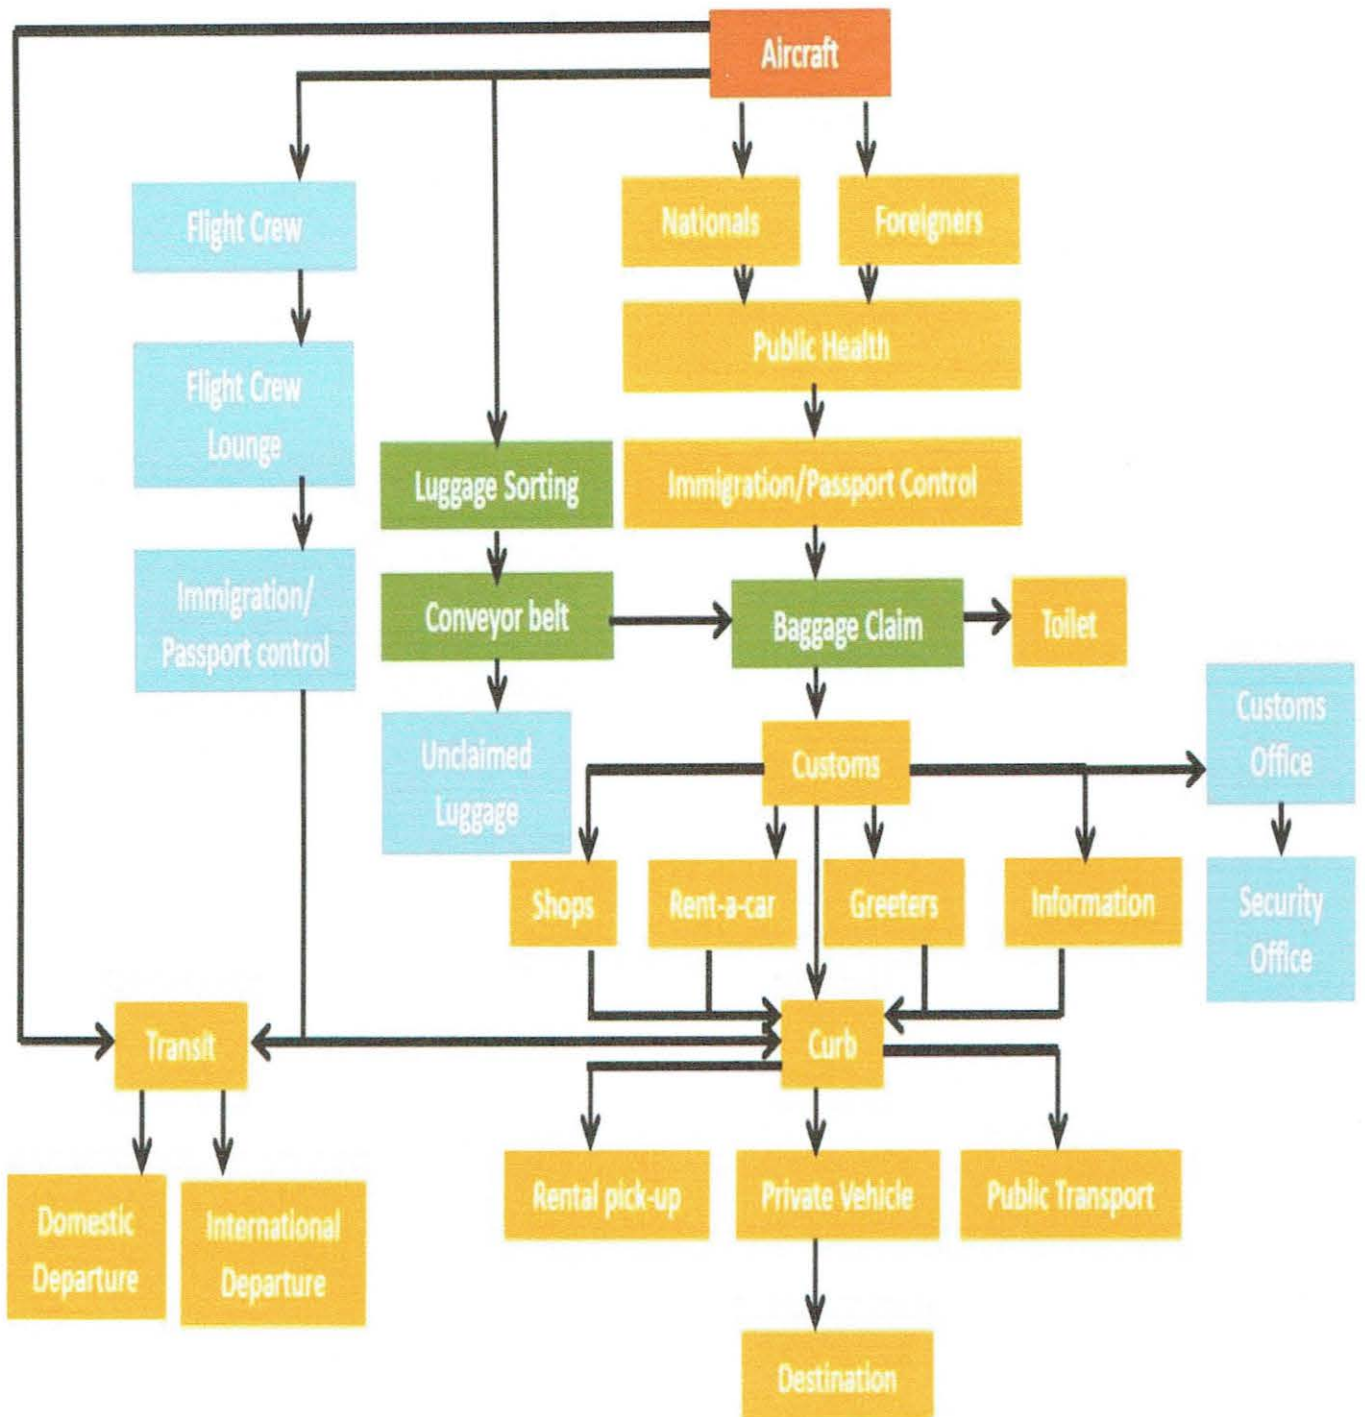 Aircraft
Flight Crew
Nationals
Foreigners
Public Health
Flight Crew
Lounge
Luggage Sorting
Immigration/Passport Control
Immigration/
Passport control
Conveyor belt
Baggage Claim
Toilet
Customs
Office
Unclaimed
Luggage
Customs
Shops
Rent-a-car
Greeters
Information
Security
Office
Transit
Curb
Domestic
Departure
International
Departure
Rental pick-up
Private Vehicle
Public Transport
Destination